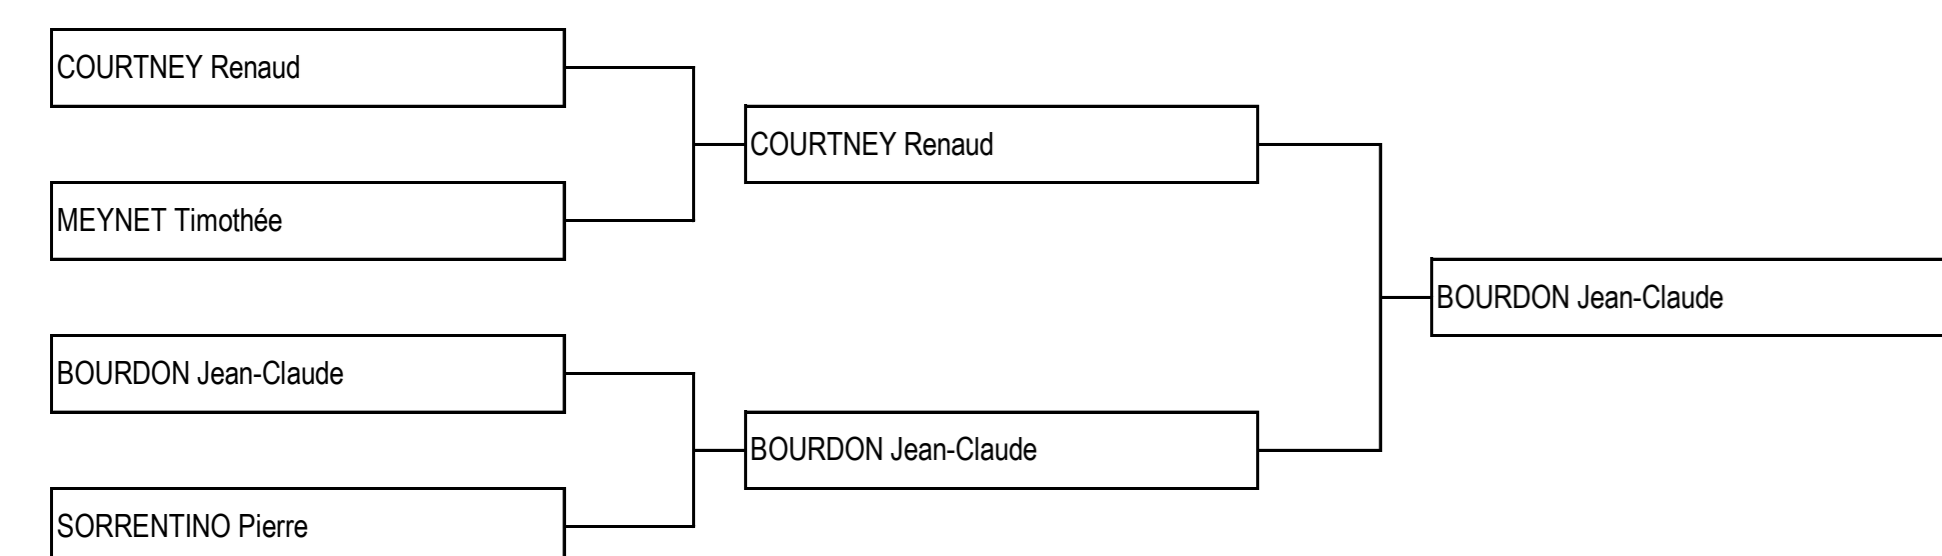 COURTNEY Renaud
COURTNEY Renaud
MEYNET Timothée
BOURDON Jean-Claude
BOURDON Jean-Claude
BOURDON Jean-Claude
SORRENTINO Pierre